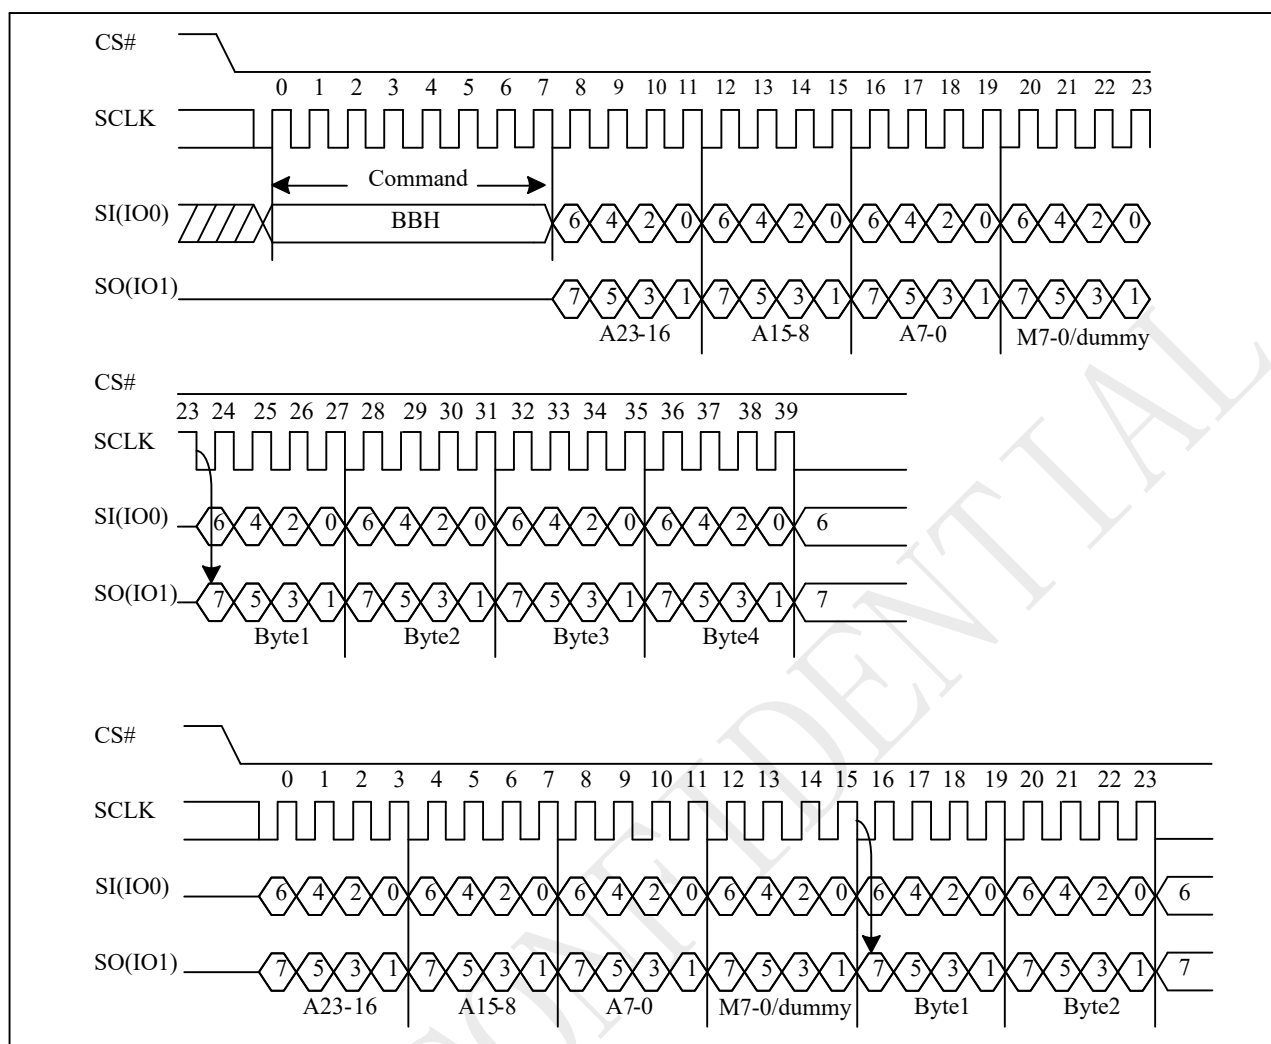 CS#
0 1 2 3 4 5 6 7 8 9 10 11 12 13 14 15 16 17 18 19 20 21 22 23
SCLK
Command
SI(IO0) BBH 6 4 2 0 6 4 2 0 6 4 2 0 6 4 2 0
SO(IO1) 7 5 3 1 7 5 3 1 7 5 3 1 7 5 3 1
A23-16 A15-8 A7-0 M7-0/dummy
CS#
23 24 25 26 27 28 29 30 31 32 33 34 35 36 37 38 39
SCLK
SI(IO0) 6 4 2 0 6 4 2 0 6 4 2 0 6 4 2 0 6
SO(IO1) 7 5 3 1 7 5 3 1 7 5 3 1 7 5 3 1 7
Byte1 Byte2 Byte3 Byte4
CS#
0 1 2 3 4 5 6 7 8 9 10 11 12 13 14 15 16 17 18 19 20 21 22 23
SCLK
SI(IO0) 6 4 2 0 6 4 2 0 6 4 2 0 6 4 2 0 6 4 2 0 6 4 2 0 6
SO(IO1) 7 5 3 1 7 5 3 1 7 5 3 1 7 5 3 1 7 5 3 1 7 5 3 1 7
A23-16 A15-8 A7-0 M7-0/dummy Byte1 Byte2
CONFIDENTIAL